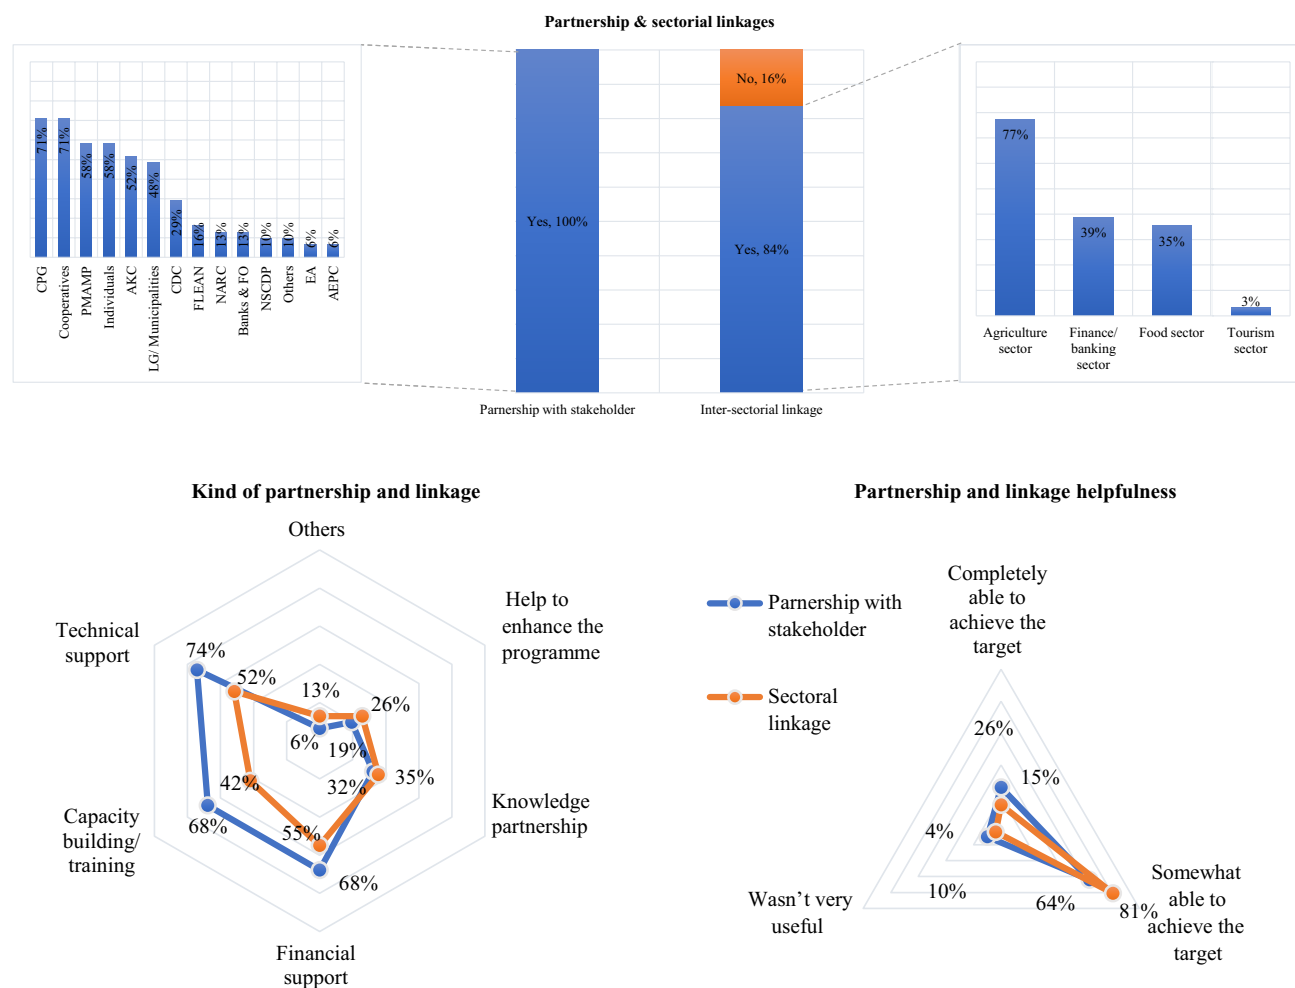 Partnership & sectorial linkages
71%
71%
58%
58%
52%
48%
29%
16%
13%
13%
10%
10%
6%
6%
CPG
Cooperatives
PMAMP
Individuals
AKC
LG/ Municipalities
CDC
FLEAN
NARC
Banks & FO
NSCDP
Others
EA
AEPC
Yes, 100%
No, 16%
Yes, 84%
Parnership with stakeholder
Inter-sectorial linkage
77%
39%
35%
3%
Agriculture
sector
Finance/
banking
sector
Food sector
Tourism
sector
Kind of partnership and linkage
Others
Help to
enhance the
programme
Knowledge
partnership
Financial
support
Capacity
building/
training
Technical
support
74%
52%
13%
26%
6%
19%
32%
35%
42%
55%
68%
68%
Partnership and linkage helpfulness
Parnership with
stakeholder
Sectoral
linkage
Completely
able to
achieve the
target
26%
15%
4%
10%
64%
81%
Wasn't very
useful
Somewhat
able to
achieve the
target